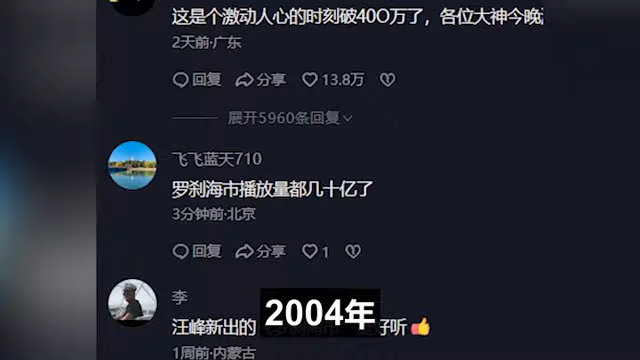 这是个激动人心的时刻破400万了，各位大神今晚
2天前·广东
回复 分享 13.8万
展开5960条回复
飞飞蓝天710
罗刹海市播放量都几十亿了
3分钟前·北京
回复 分享 1
李
汪峰新出的 好听👍
2004年
1周前·内蒙古